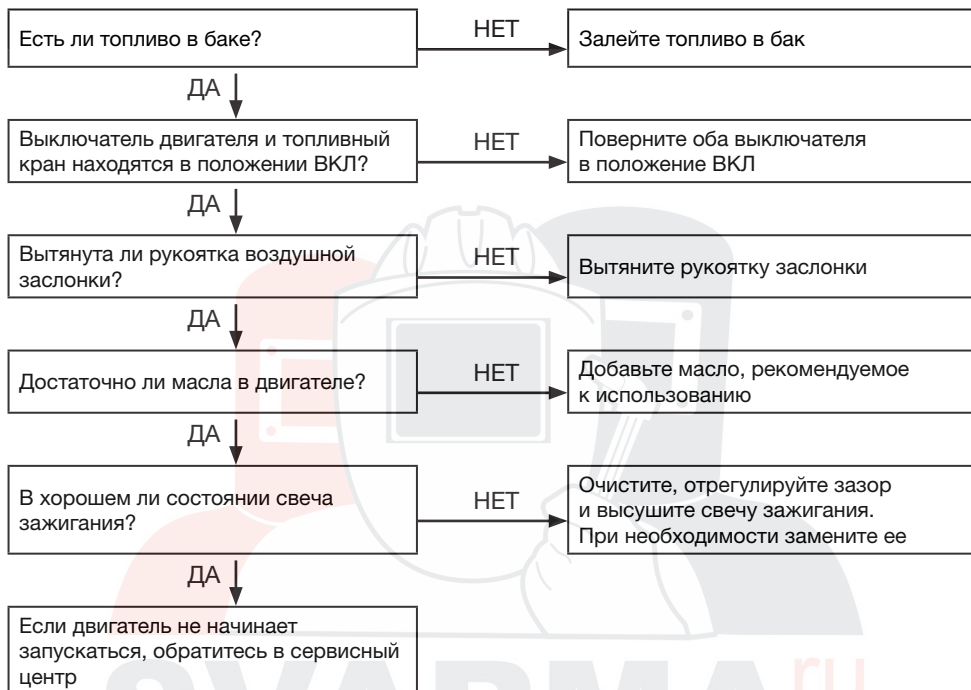 Есть ли топливо в баке?
НЕТ
Залейте топливо в бак
ДА
Выключатель двигателя и топливный
кран находятся в положении ВКЛ?
НЕТ
Поверните оба выключателя
в положение ВКЛ
ДА
Вытянута ли рукоятка воздушной
заслонки?
НЕТ
Вытяните рукоятку заслонки
ДА
Достаточно ли масла в двигателе?
НЕТ
Добавьте масло, рекомендуемое
к использованию
ДА
В хорошем ли состоянии свеча
зажигания?
НЕТ
Очистите, отрегулируйте зазор
и высушите свечу зажигания.
При необходимости замените ее
ДА
Если двигатель не начинает
запускаться, обратитесь в сервисный
центр
SVARMA.ru